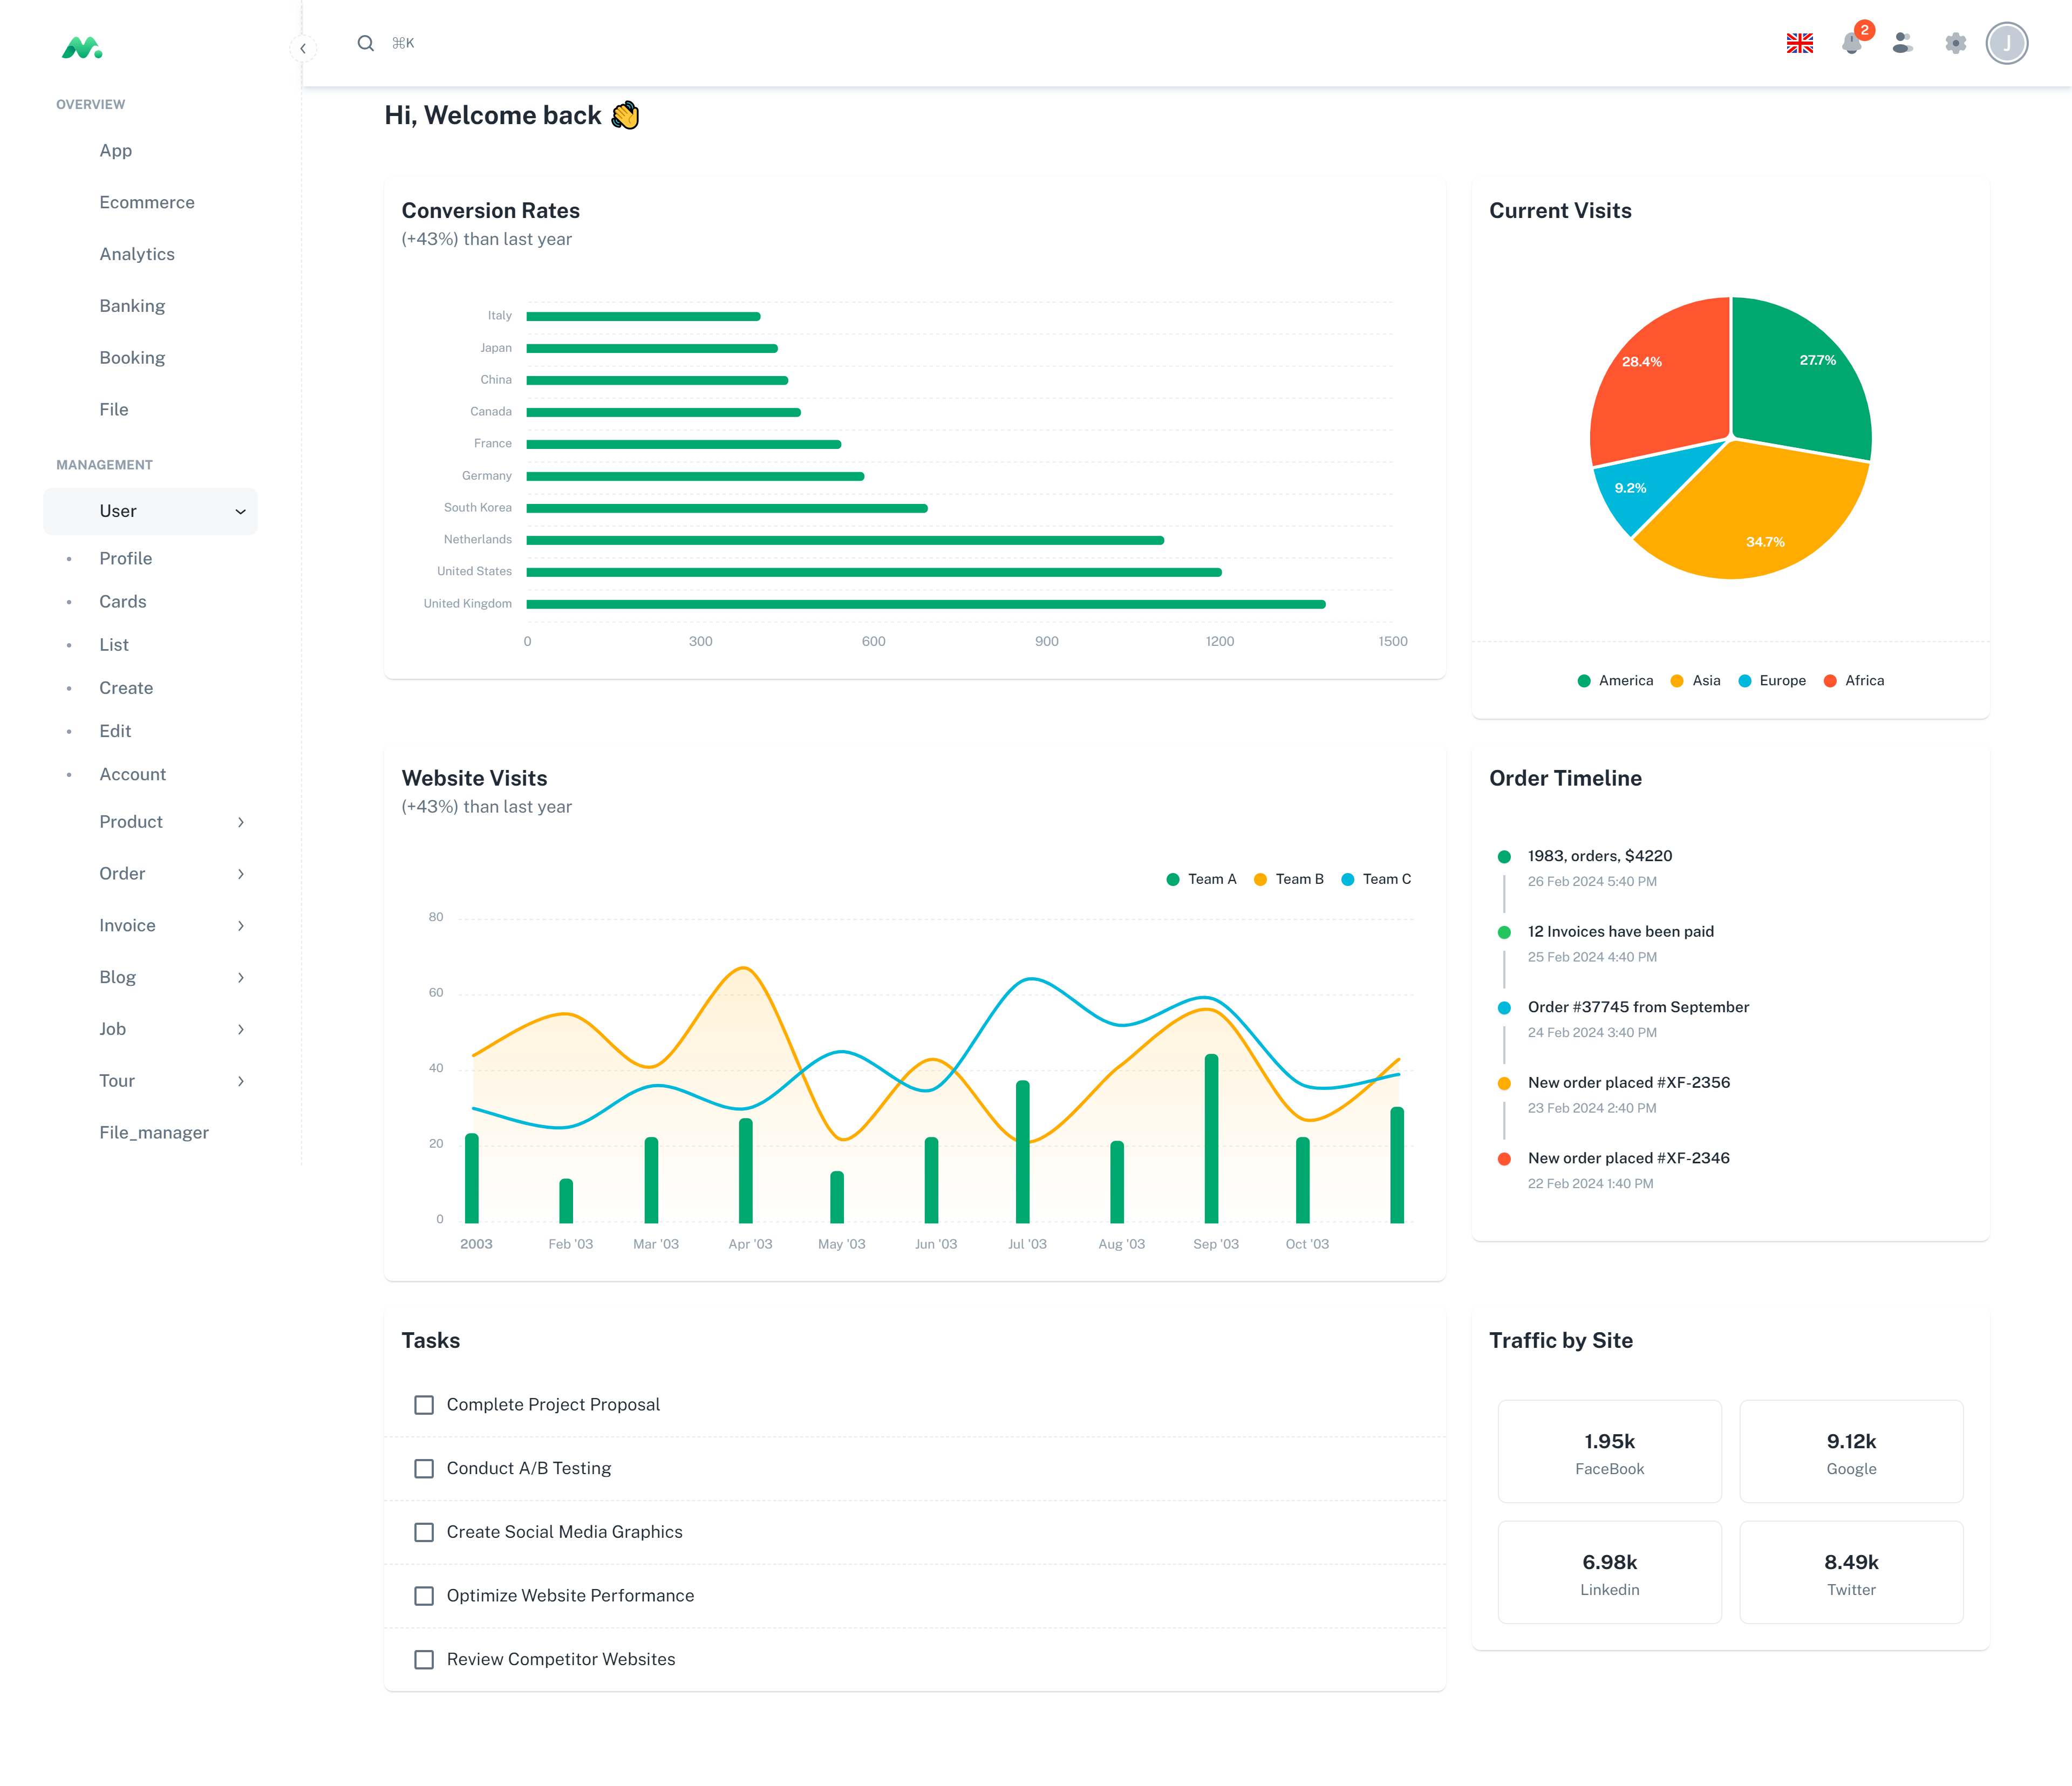 ⌘K
2
J
OVERVIEW
App
Ecommerce
Analytics
Banking
Booking
File
MANAGEMENT
User
Profile
Cards
List
Create
Edit
Account
Product
Order
Invoice
Blog
Job
Tour
File_manager
Hi, Welcome back 👋
Conversion Rates
(+43%) than last year
Italy
Japan
China
Canada
France
Germany
South Korea
Netherlands
United States
United Kingdom
0 300 600 900 1200 1500
Current Visits
28.4% 27.7%
9.2%
34.7%
America Asia Europe Africa
Website Visits
(+43%) than last year
Team A Team B Team C
80
60
40
20
0
2003 Feb '03 Mar '03 Apr '03 May '03 Jun '03 Jul '03 Aug '03 Sep '03 Oct '03
Order Timeline
1983, orders, $4220
26 Feb 2024 5:40 PM
12 Invoices have been paid
25 Feb 2024 4:40 PM
Order #37745 from September
24 Feb 2024 3:40 PM
New order placed #XF-2356
23 Feb 2024 2:40 PM
New order placed #XF-2346
22 Feb 2024 1:40 PM
Tasks
Complete Project Proposal
Conduct A/B Testing
Create Social Media Graphics
Optimize Website Performance
Review Competitor Websites
Traffic by Site
1.95k
FaceBook
9.12k
Google
6.98k
Linkedin
8.49k
Twitter